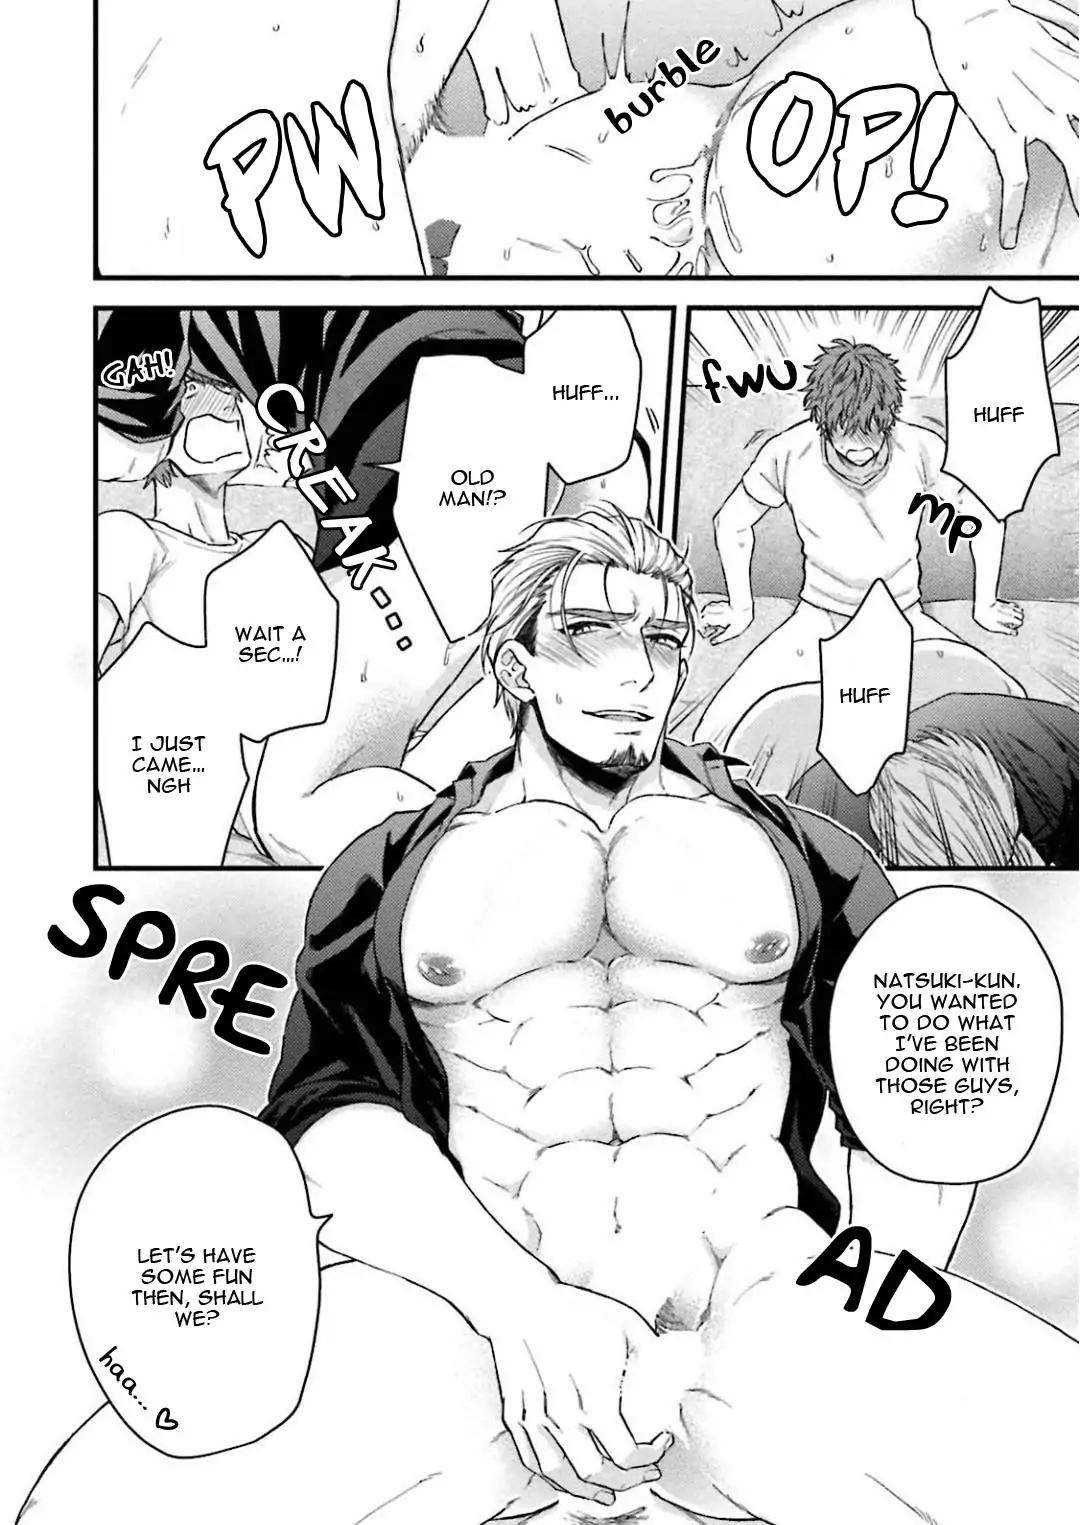 PW
burble
OP!
HUFF
fwu
mp
HUFF
HUFF...
OLD
MAN!?
GAH!
CREAK...
WAIT A
SEC...!
I JUST
CAME...
NGH
SPRE
AD
NATSUKI-KUN.
YOU WANTED
TO DO WHAT
I'VE BEEN
DOING WITH
THOSE GUYS,
RIGHT?
LET'S HAVE
SOME FUN
THEN, SHALL
WE?
haa...♡